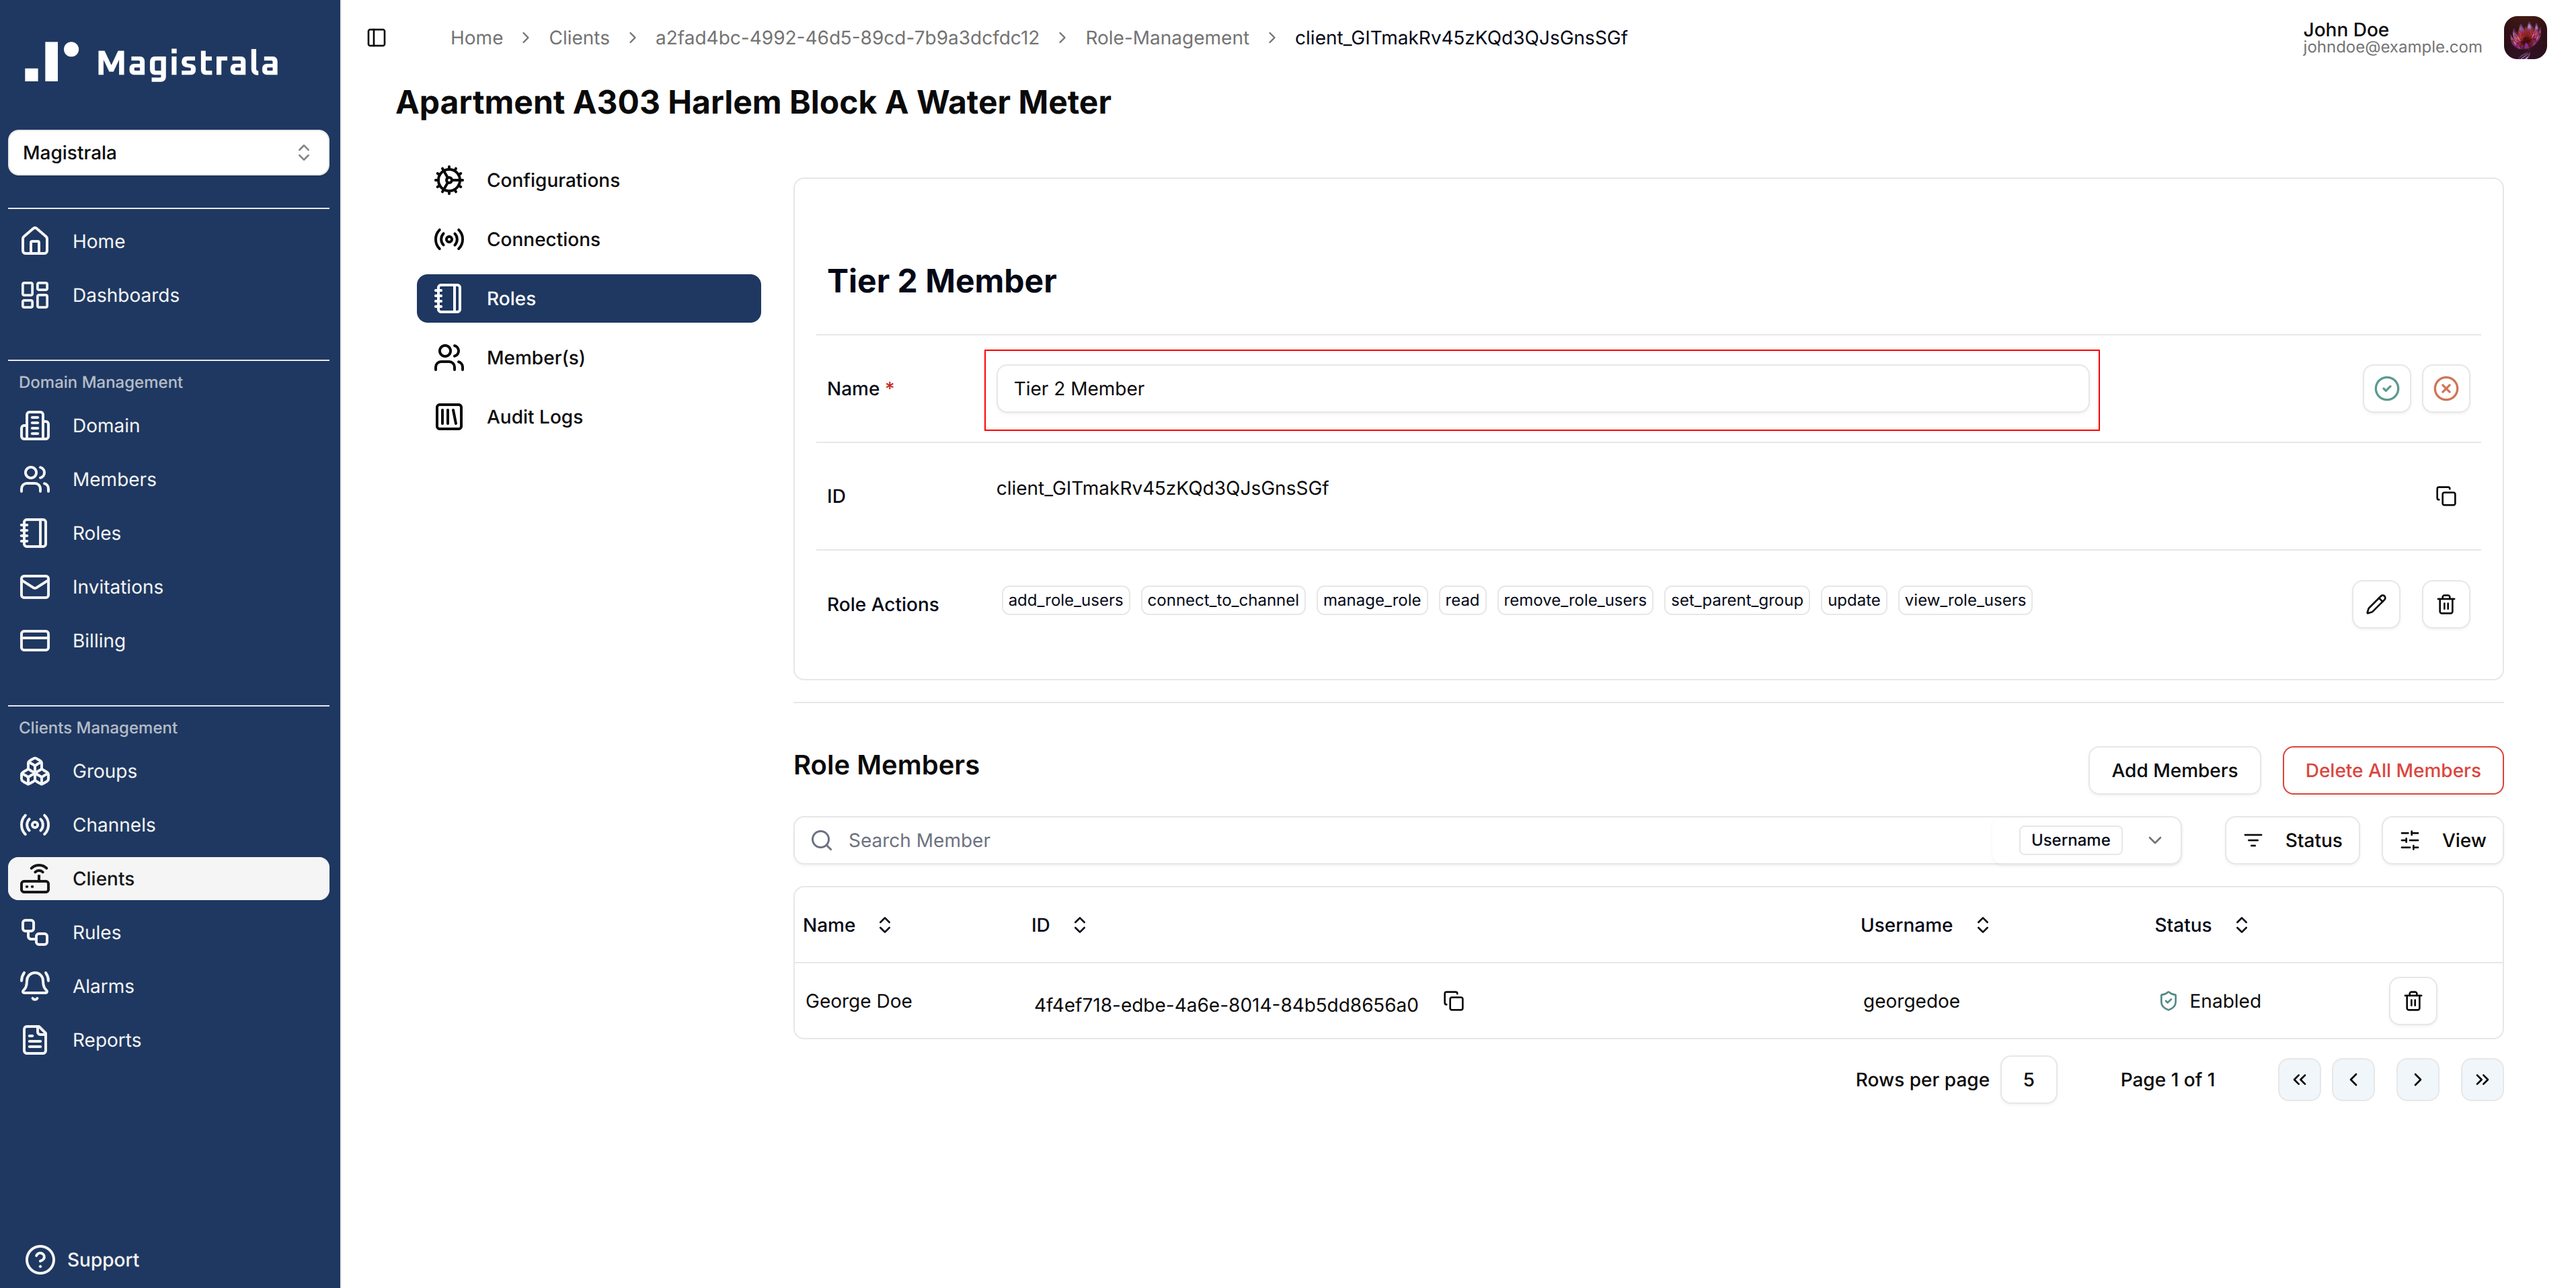 Magistrala
Magistrala
Home
Dashboards
Domain Management
Domain
Members
Roles
Invitations
Billing
Clients Management
Groups
Channels
Clients
Rules
Alarms
Reports
Support
Home > Clients > a2fad4bc-4992-46d5-89cd-7b9a3dcfdc12 > Role-Management > client_GITmakRv45zKQd3QJsGnsSGf
John Doe
johndoe@example.com
Apartment A303 Harlem Block A Water Meter
Configurations
Connections
Roles
Member(s)
Audit Logs
Tier 2 Member
Name * Tier 2 Member
ID client_GITmakRv45zKQd3QJsGnsSGf
Role Actions add_role_users connect_to_channel manage_role read remove_role_users set_parent_group update view_role_users
Role Members Add Members Delete All Members
Search Member Username Status View
Name ID Username Status
George Doe 4f4ef718-edbe-4a6e-8014-84b5dd8656a0 georgedoe Enabled
Rows per page 5 Page 1 of 1